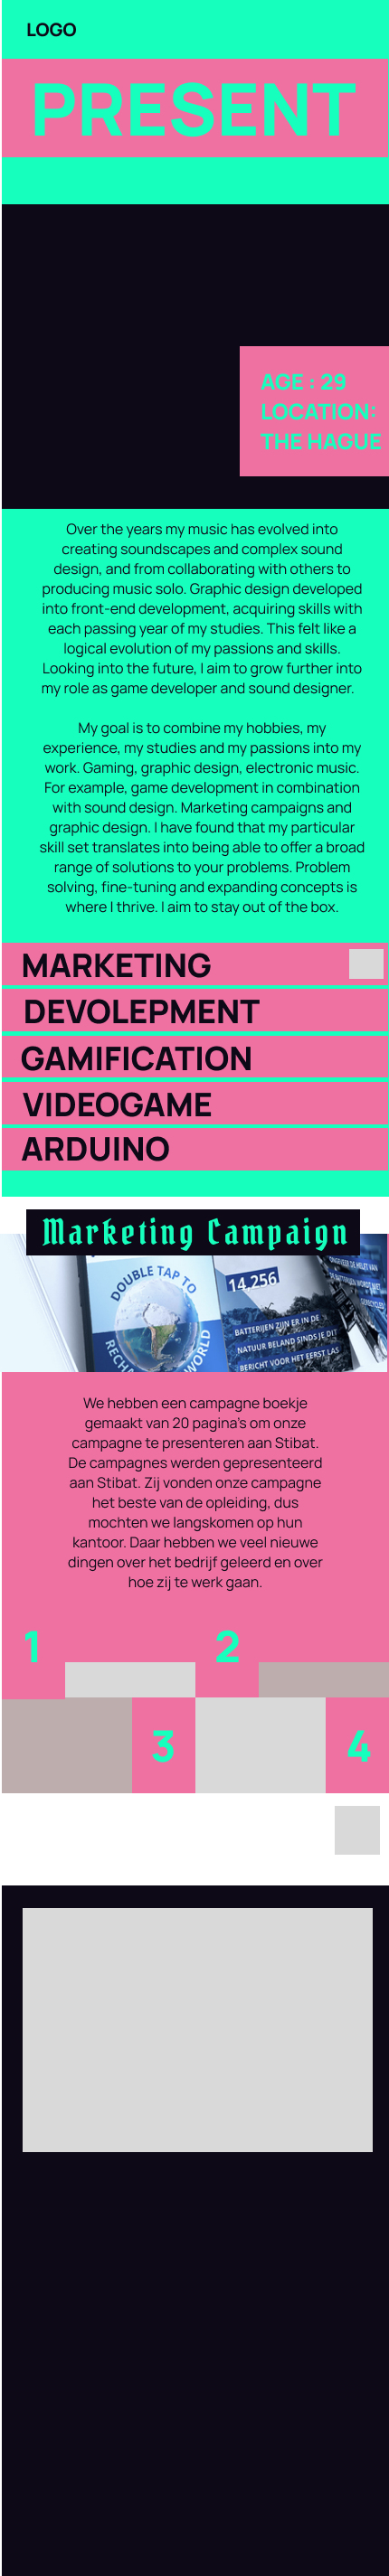 LOGO
PRESENT
AGE : 29
LOCATION:
THE HAGUE
Over the years my music has evolved into
creating soundscapes and complex sound
design, and from collaborating with others to
producing music solo. Graphic design developed
into front-end development, acquiring skills with
each passing year of my studies. This felt like a
logical evolution of my passions and skills.
Looking into the future, I aim to grow further into
my role as game developer and sound designer.
My goal is to combine my hobbies, my
experience, my studies and my passions into my
work. Gaming, graphic design, electronic music.
For example, game development in combination
with sound design. Marketing campaigns and
graphic design. I have found that my particular
skill set translates into being able to offer a broad
range of solutions to your problems. Problem
solving, fine-tuning and expanding concepts is
where I thrive. I aim to stay out of the box.
MARKETING
DEVOLEPMENT
GAMIFICATION
VIDEOGAME
ARDUINO
Marketing Campaign
DOUBLE TAP TO
WORLD
14.256
BATTERIJEN ZIJN ER IN DE
NATUUR BELAND SINDS JE DIT
BERICHT VOOR HET EERST LAS
We hebben een campagne boekje
gemaakt van 20 pagina's om onze
campagne te presenteren aan Stibat.
De campagnes werden gepresenteerd
aan Stibat. Zij vonden onze campagne
het beste van de opleiding, dus
mochten we langskomen op hun
kantoor. Daar hebben we veel nieuwe
dingen over het bedrijf geleerd en over
hoe zij te werk gaan.
1
2
3
4